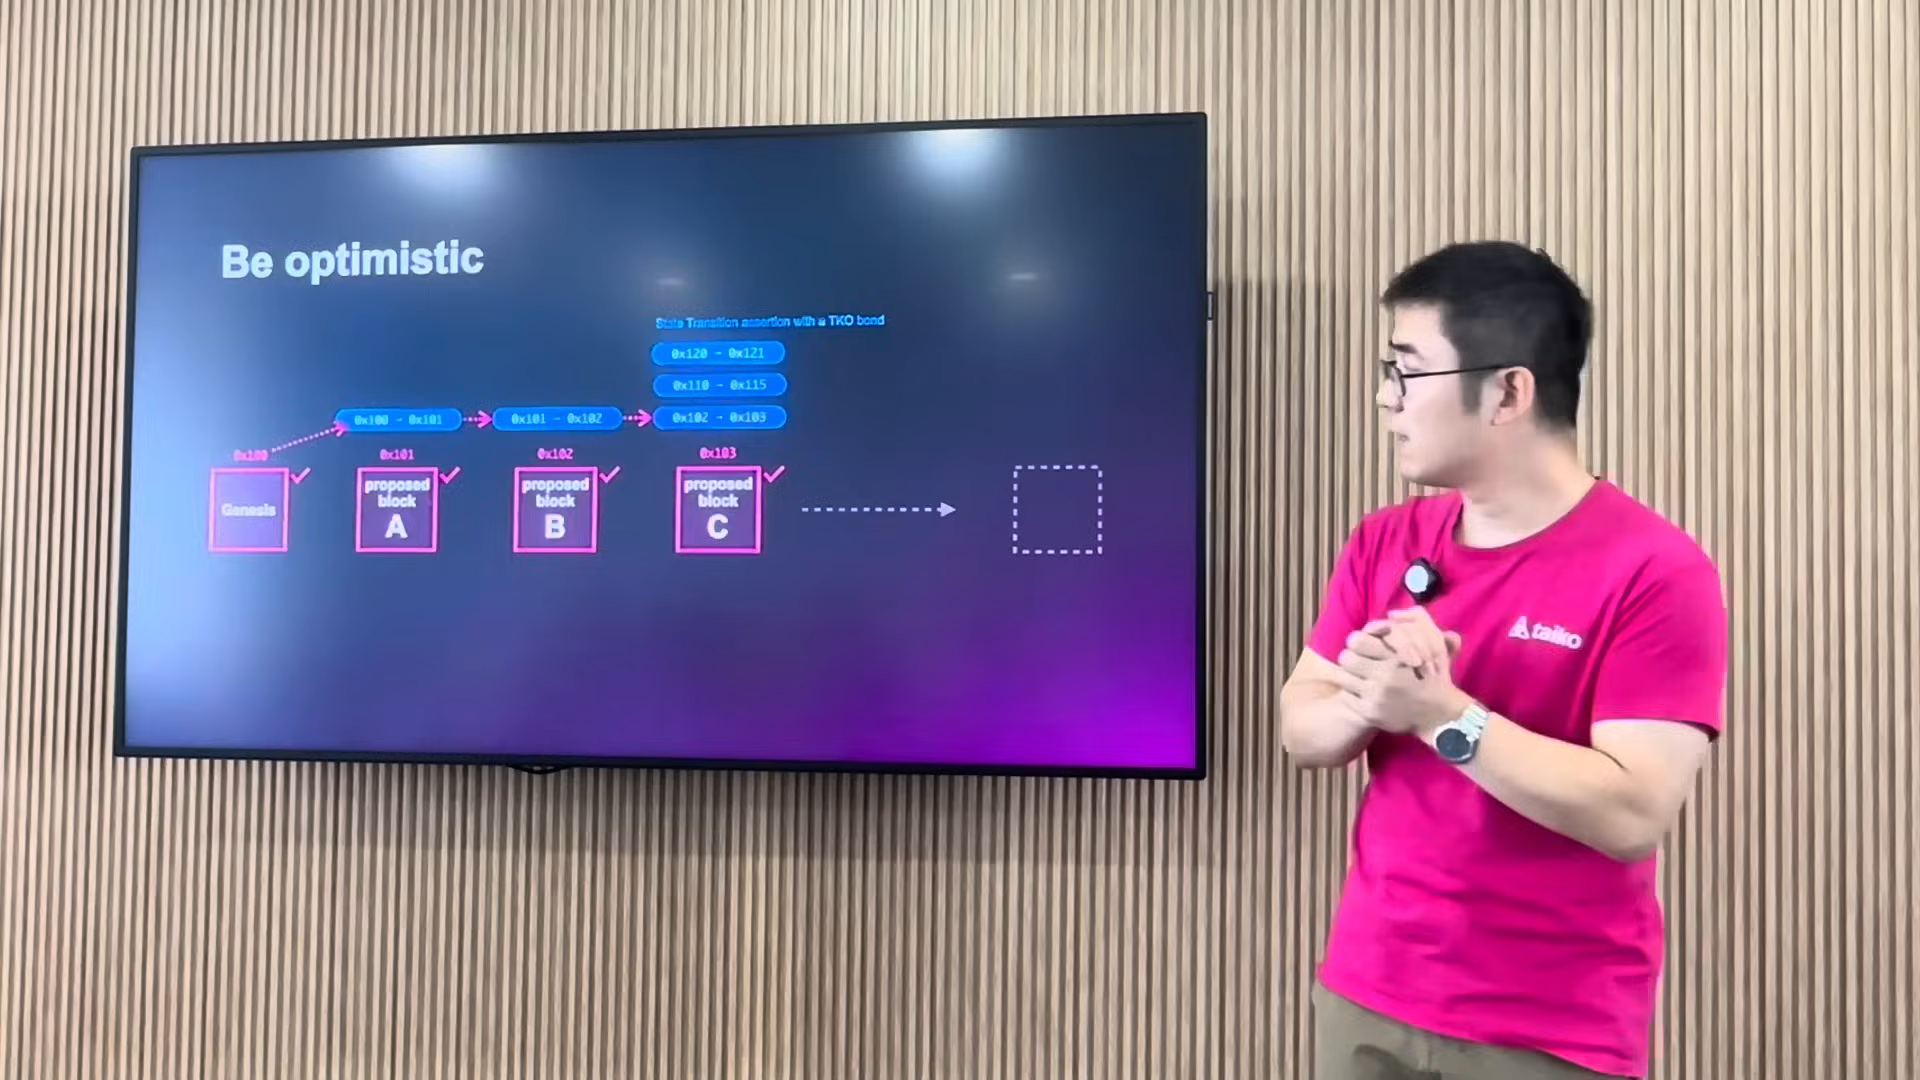 Be optimistic
State Transition assertion with a TKO bond
0x120 - 0x121
0x110 - 0x115
0x100 - 0x101
0x101 - 0x102
0x102 - 0x103
0x100
0x101
0x102
0x103
Genesis
proposed
block
A
proposed
block
B
proposed
block
C
taiko